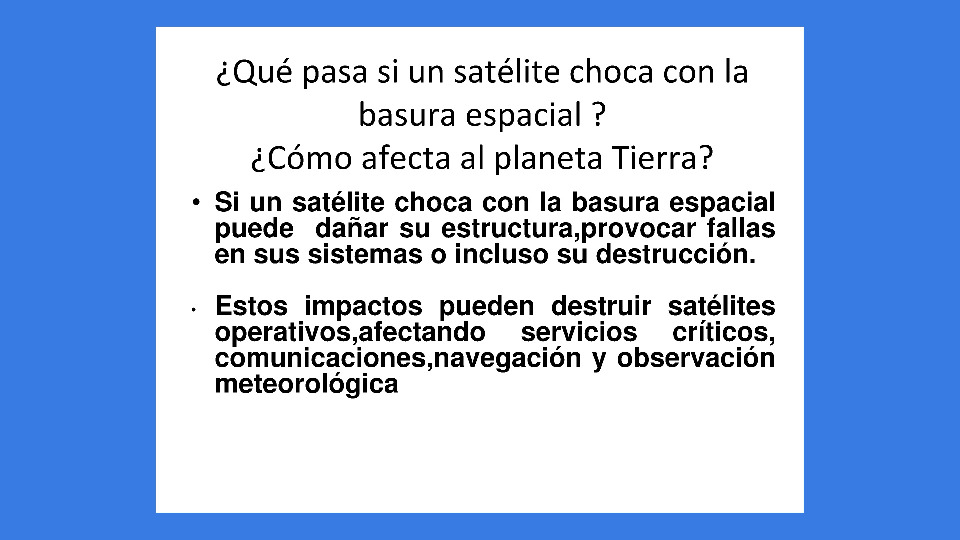 ¿Qué pasa si un satélite choca con la
basura espacial ?
¿Cómo afecta al planeta Tierra?
• Si un satélite choca con la basura espacial
puede  dañar su estructura,provocar fallas
en sus sistemas o incluso su destrucción.
• Estos impactos pueden destruir satélites
operativos,afectando servicios críticos,
comunicaciones,navegación y observación
meteorológica